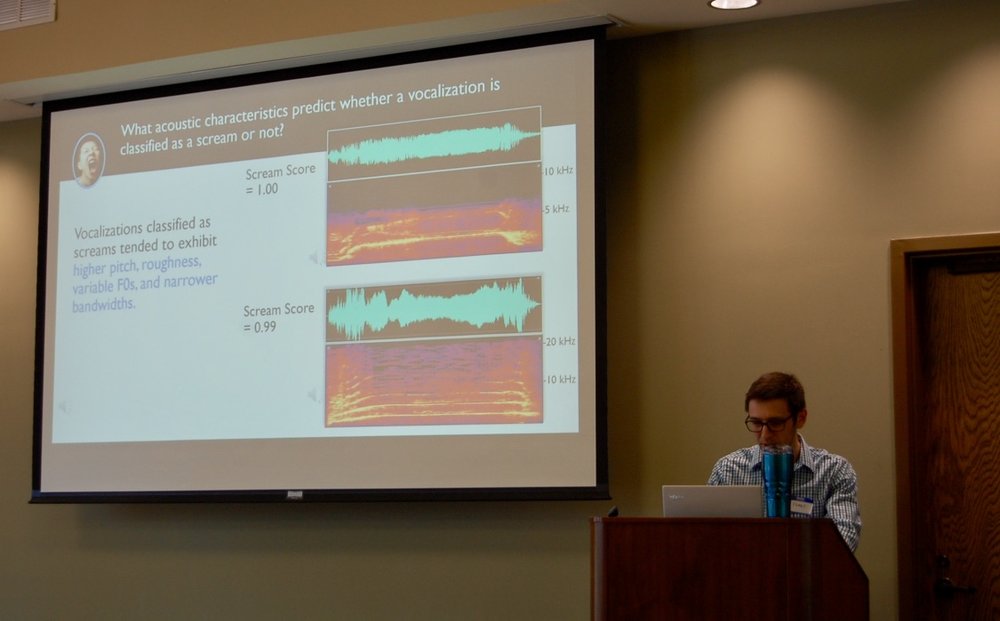 What acoustic characteristics predict whether a vocalization is
classified as a scream or not?
Scream Score
= 1.00
-10 kHz
-5 kHz
Vocalizations classified as
screams tended to exhibit
higher pitch, roughness,
variable F0s, and narrower
bandwidths.
Scream Score
= 0.99
-20 kHz
-10 kHz